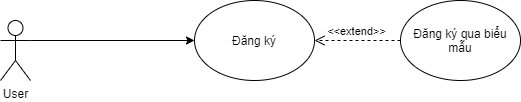 Đăng ký
<<extend>>
Đăng ký qua biểu
mẫu
User